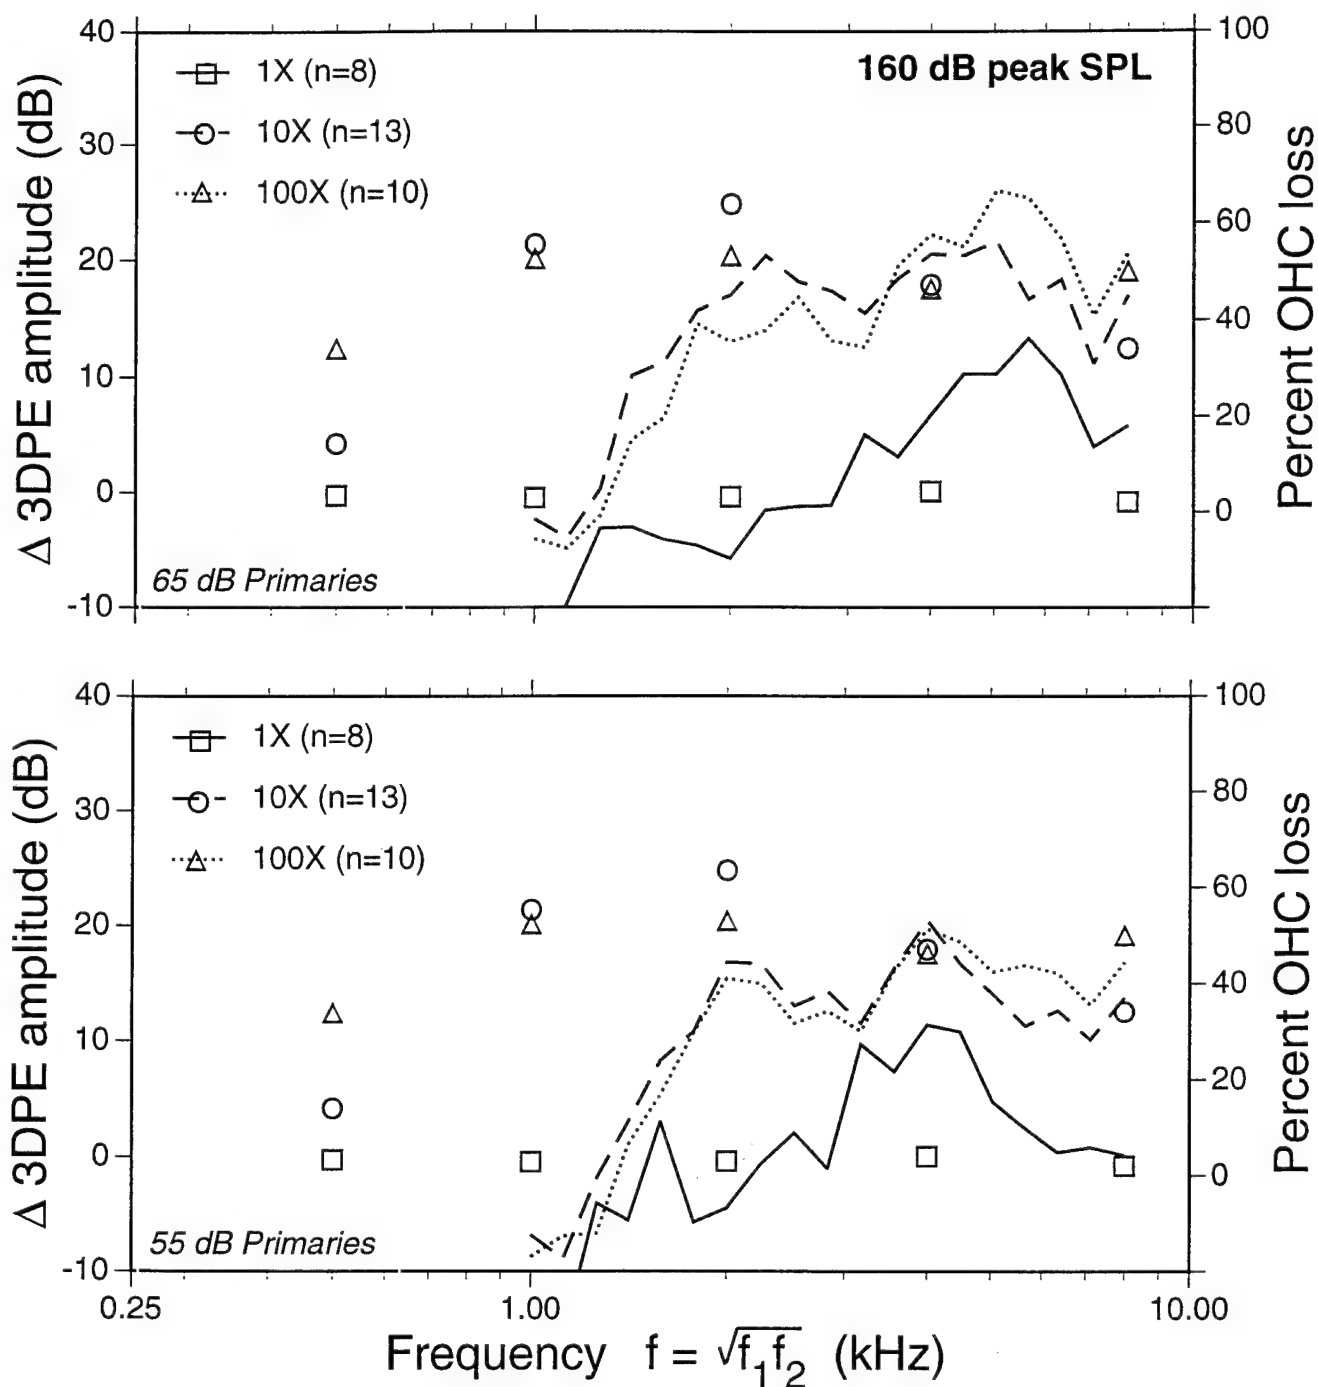 160 dB peak SPL
1X (n=8)
10X (n=13)
100X (n=10)
65 dB Primaries
Δ 3DPE amplitude (dB)
40
30
20
10
0
-10
Percent OHC loss
100
80
60
40
20
0
1X (n=8)
10X (n=13)
100X (n=10)
55 dB Primaries
Δ 3DPE amplitude (dB)
40
30
20
10
0
-10
Percent OHC loss
100
80
60
40
20
0
0.25 1.00 10.00
Frequency f = √f₁f₂ (kHz)